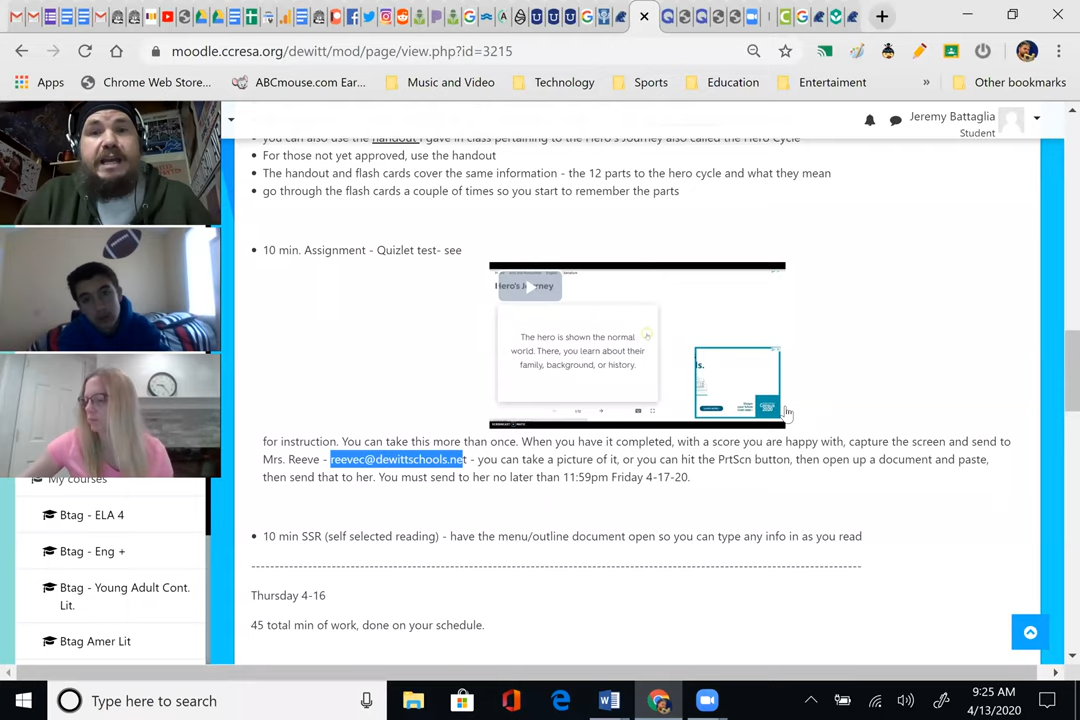 moodle.ccresa.org/dewitt/mod/page/view.php?id=3215
Apps Chrome Web Store... ABCmouse.com Ear... Music and Video Technology Sports Education Entertaiment » Other bookmarks
Jeremy Battaglia
Student
you can also use the handout I gave in class pertaining to the Hero's Journey also called the Hero Cycle
• For those not yet approved, use the handout
• The handout and flash cards cover the same information - the 12 parts to the hero cycle and what they mean
• go through the flash cards a couple of times so you start to remember the parts
• 10 min. Assignment - Quizlet test- see
Hero's Journey
The hero is shown the normal
world. There, you learn about their
family, background, or history.
for instruction. You can take this more than once. When you have it completed, with a score you are happy with, capture the screen and send to
Mrs. Reeve - reevec@dewittschools.net - you can take a picture of it, or you can hit the PrtScn button, then open up a document and paste,
then send that to her. You must send to her no later than 11:59pm Friday 4-17-20.
My courses
Btag - ELA 4
Btag - Eng +
Btag - Young Adult Cont.
Lit.
Btag Amer Lit
• 10 min SSR (self selected reading) - have the menu/outline document open so you can type any info in as you read
--------------------------------------------------------------------------------------------------------------------------------
Thursday 4-16
45 total min of work, done on your schedule.
Type here to search
9:25 AM
4/13/2020